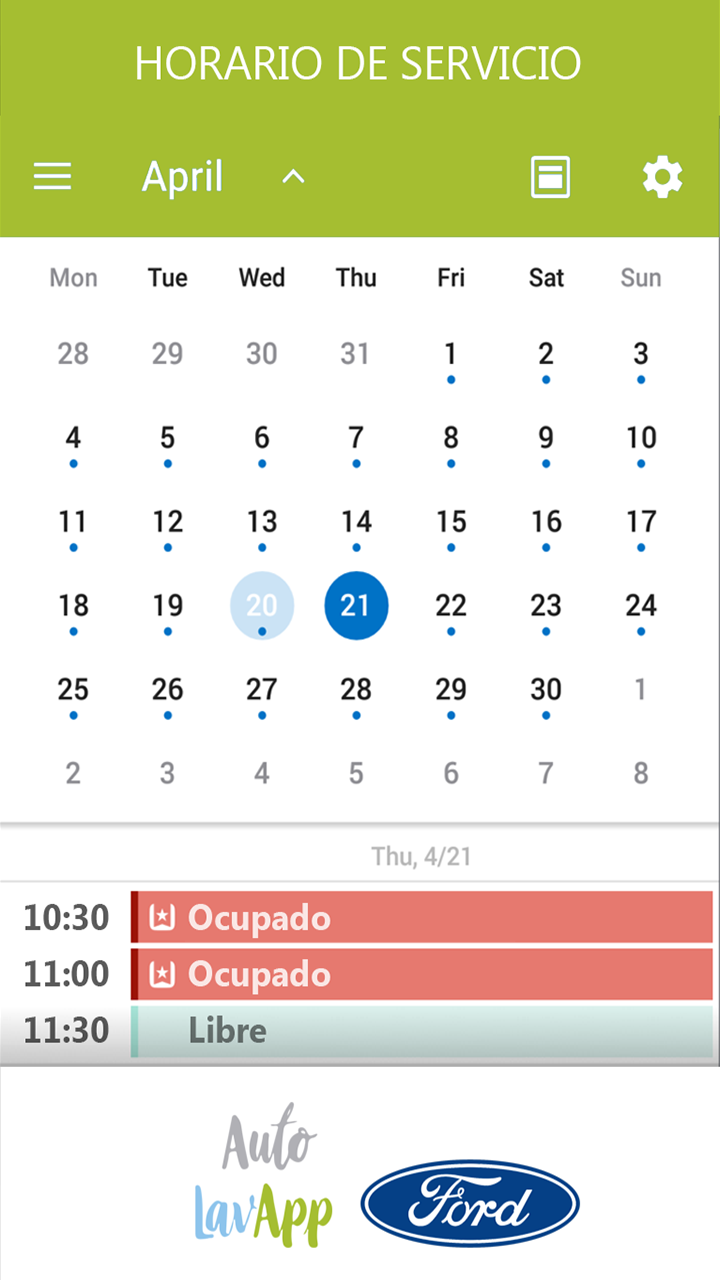 HORARIO DE SERVICIO
April
Mon Tue Wed Thu Fri Sat Sun
28 29 30 31 1 2 3
4 5 6 7 8 9 10
11 12 13 14 15 16 17
18 19 20 21 22 23 24
25 26 27 28 29 30 1
2 3 4 5 6 7 8
Thu, 4/21
10:30 Ocupado
11:00 Ocupado
11:30 Libre
Auto
LavApp
Ford